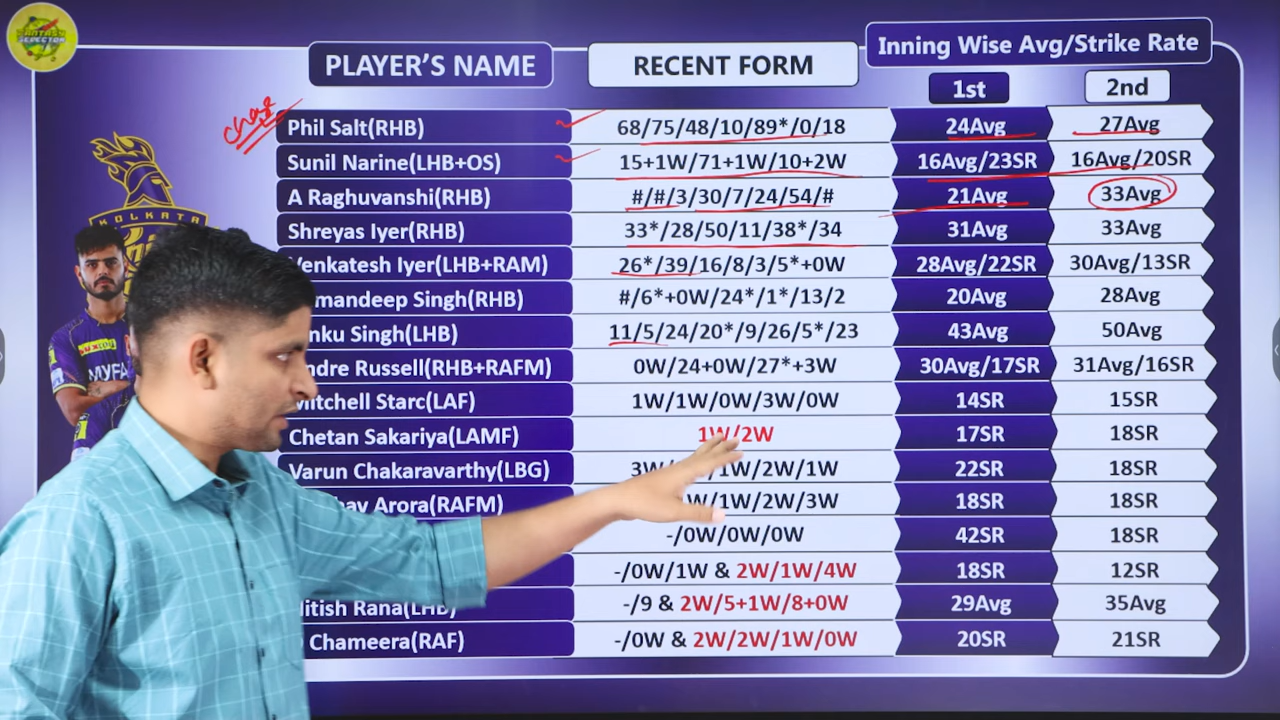 FANTASY
PLAYER'S NAME
RECENT FORM
Inning Wise Avg/Strike Rate
1st
2nd
Phil Salt(RHB)
68/75/48/10/89*/0/18
24Avg
27Avg
Sunil Narine(LHB+OS)
15+1W/71+1W/10+2W
16Avg/23SR
16Avg/20SR
A Raghuvanshi(RHB)
#/#/3/30/7/24/54/#
21Avg
33Avg
Shreyas Iyer(RHB)
33*/28/50/11/38*/34
31Avg
33Avg
Venkatesh Iyer(LHB+RAM)
26*/39/16/8/3/5*+0W
28Avg/22SR
30Avg/13SR
mandeep Singh(RHB)
#/6*+0W/24*/1*/13/2
20Avg
28Avg
nku Singh(LHB)
11/5/24/20*/9/26/5*/23
43Avg
50Avg
ndre Russell(RHB+RAFM)
0W/24+0W/27*+3W
30Avg/17SR
31Avg/16SR
Mitchell Starc(LAF)
1W/1W/0W/3W/0W
14SR
15SR
Chetan Sakariya(LAMF)
1W/2W
17SR
18SR
Varun Chakaravarthy(LBG)
3W/ /1W/2W/1W
22SR
18SR
av Arora(RAFM)
W/1W/2W/3W
18SR
18SR
-/0W/0W/0W
42SR
18SR
-/0W/1W & 2W/1W/4W
18SR
12SR
Nitish Rana(LHB)
-/9 & 2W/5+1W/8+0W
29Avg
35Avg
Chameera(RAF)
-/0W & 2W/2W/1W/0W
20SR
21SR
KOLKATA